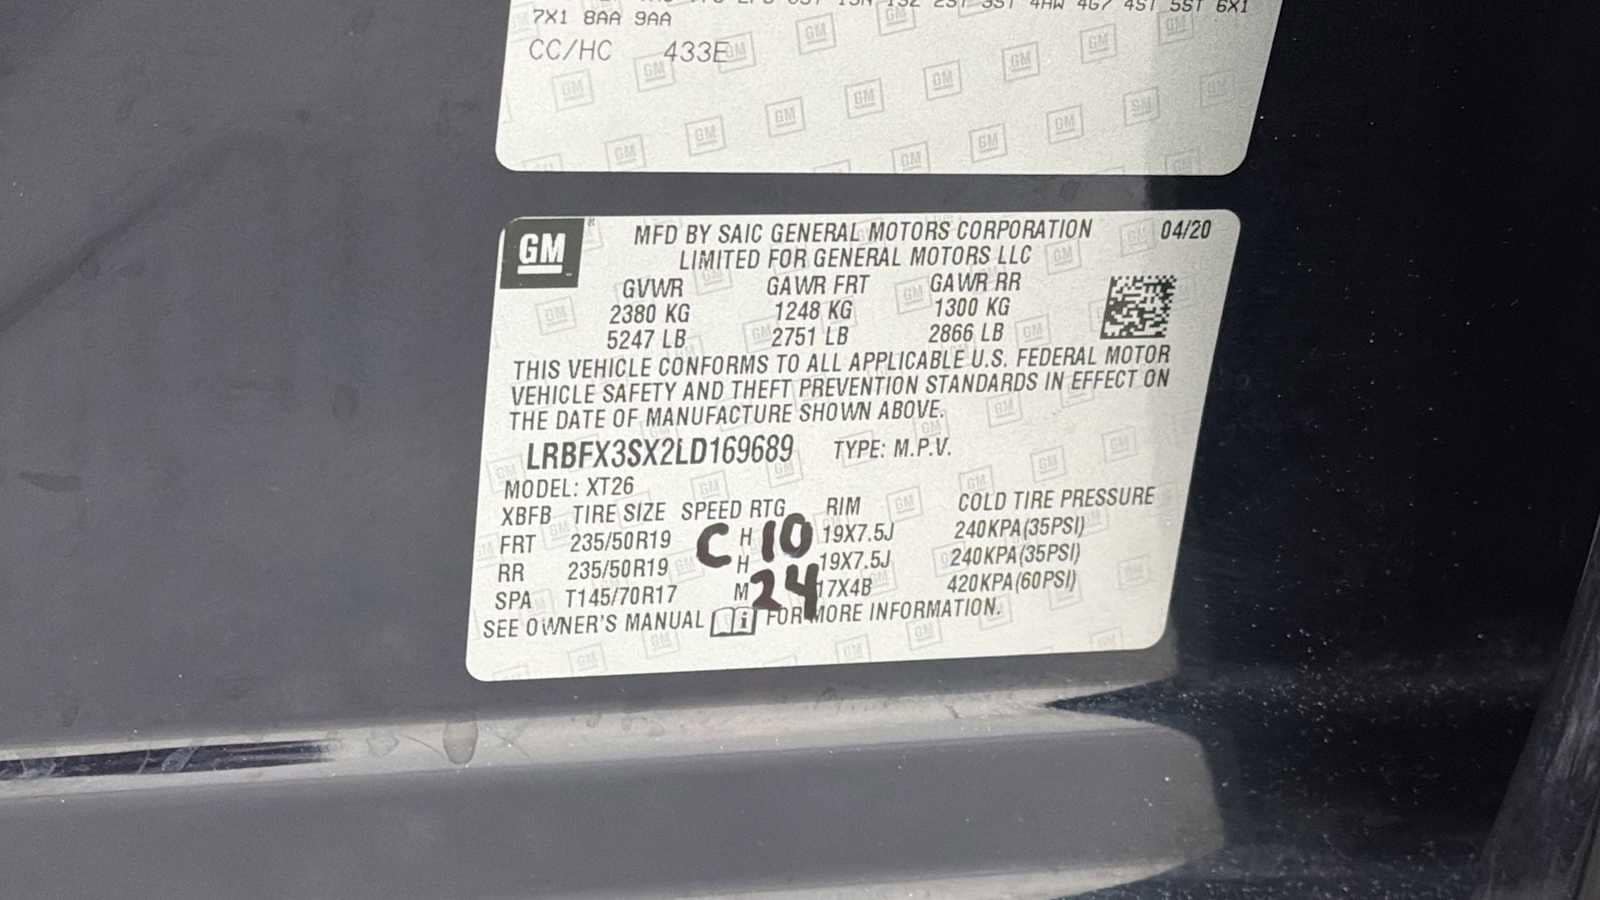 6X1
7X1 8AA 9AA
CC/HC 433E
GM
MFD BY SAIC GENERAL MOTORS CORPORATION 04/20
LIMITED FOR GENERAL MOTORS LLC
GVWR GAWR FRT GAWR RR
2380 KG 1248 KG 1300 KG
5247 LB 2751 LB 2866 LB
THIS VEHICLE CONFORMS TO ALL APPLICABLE U.S. FEDERAL MOTOR
VEHICLE SAFETY AND THEFT PREVENTION STANDARDS IN EFFECT ON
THE DATE OF MANUFACTURE SHOWN ABOVE.
LRBFX3SX2LD169689 TYPE: M.P.V.
MODEL: XT26
XBFB TIRE SIZE SPEED RTG RIM COLD TIRE PRESSURE
FRT 235/50R19 H 19X7.5J 240KPA(35PSI)
RR 235/50R19 H 19X7.5J 240KPA(35PSI)
SPA T145/70R17 M 17X4B 420KPA(60PSI)
SEE OWNER'S MANUAL FOR MORE INFORMATION.
C 10
24